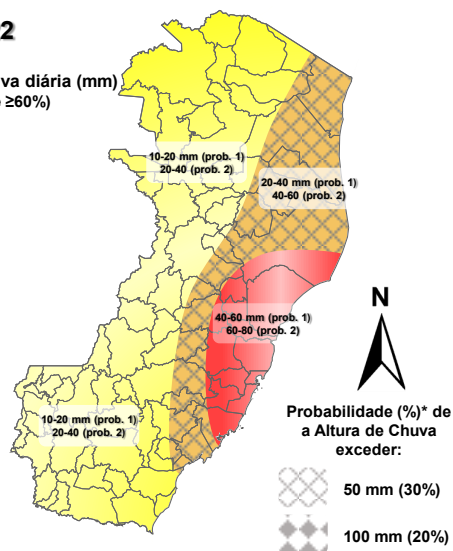 2
va diária (mm)
≥60%)
10-20 mm (prob. 1)
20-40 (prob. 2)
20-40 mm (prob. 1)
40-60 (prob. 2)
40-60 mm (prob. 1)
60-80 (prob. 2)
10-20 mm (prob. 1)
20-40 (prob. 2)
N
Probabilidade (%)* de
a Altura de Chuva
exceder:
50 mm (30%)
100 mm (20%)